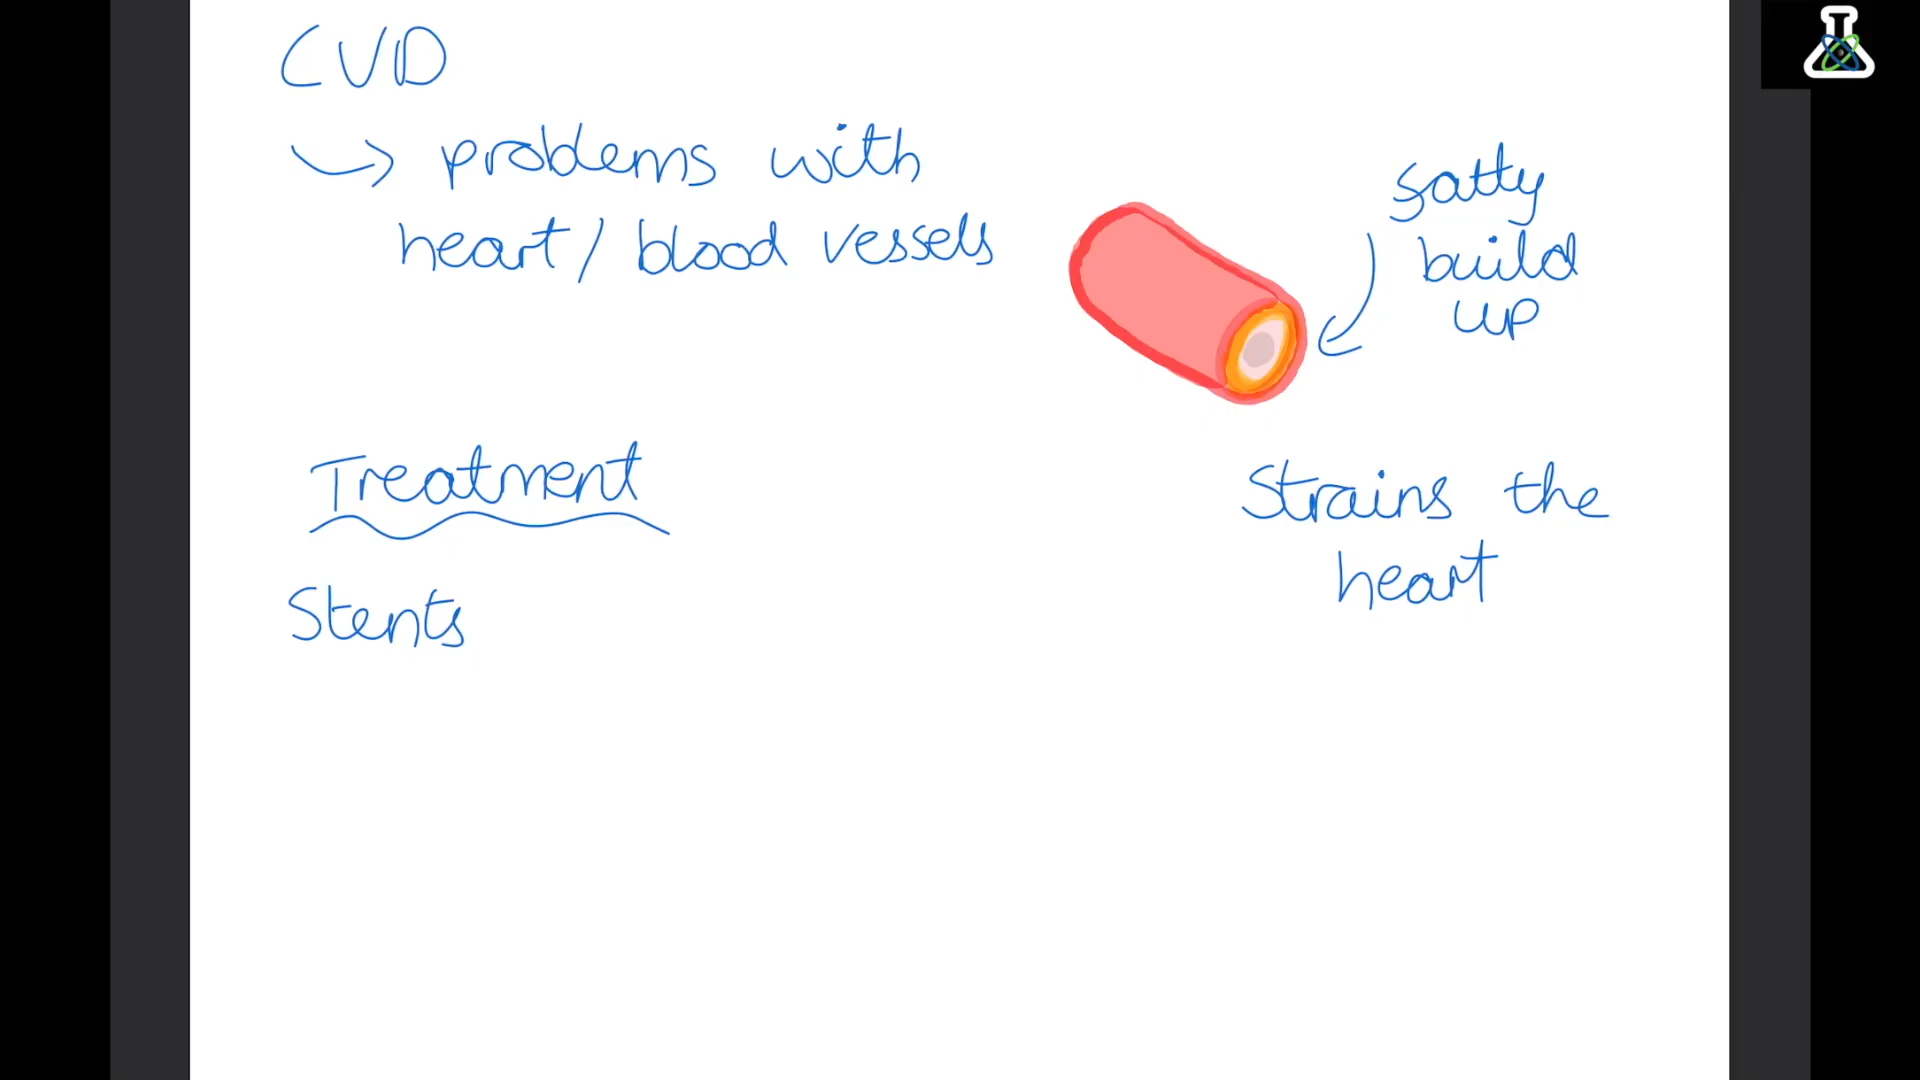 CVD
→ problems with
heart / blood vessels
fatty
build
up
Treatment
Strains the
heart
Stents